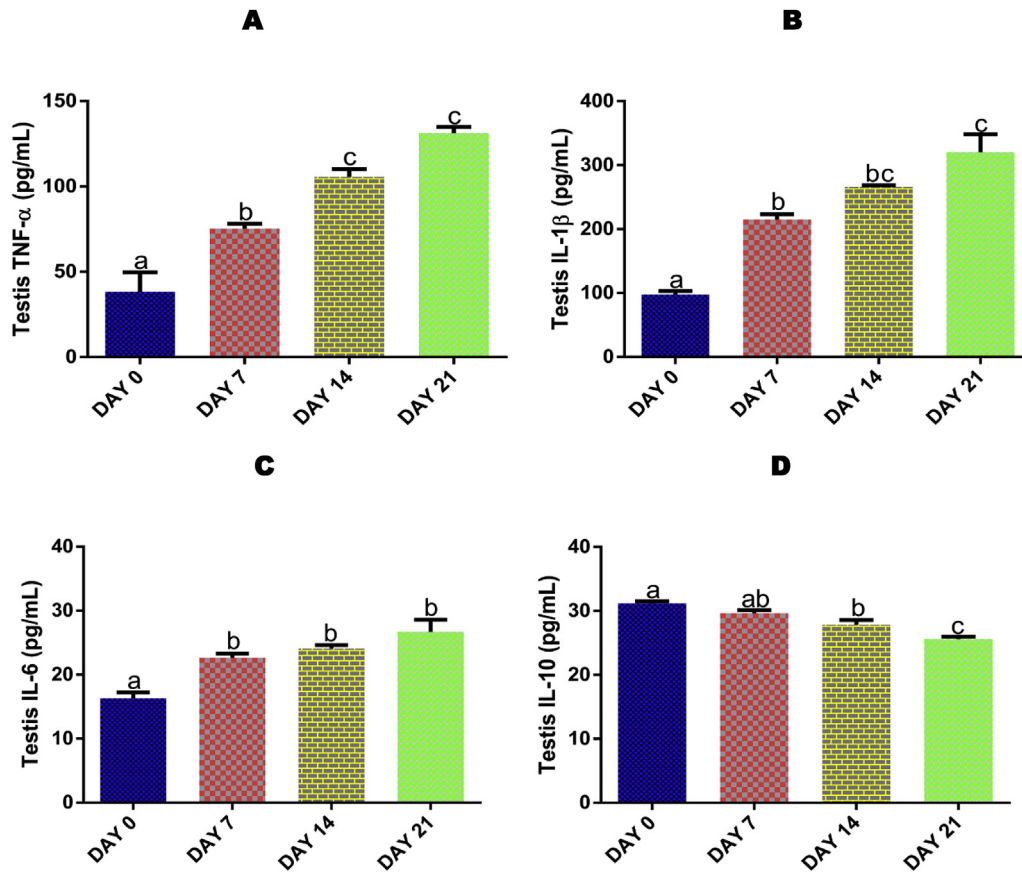 A
Testis TNF-α (pg/mL)
150
100
50
0
a
b
c
c
DAY 0
DAY 7
DAY 14
DAY 21
B
Testis IL-1β (pg/mL)
400
300
200
100
0
a
b
bc
c
DAY 0
DAY 7
DAY 14
DAY 21
C
Testis IL-6 (pg/mL)
40
30
20
10
0
a
b
b
b
DAY 0
DAY 7
DAY 14
DAY 21
D
Testis IL-10 (pg/mL)
40
30
20
10
0
a
ab
b
c
DAY 0
DAY 7
DAY 14
DAY 21